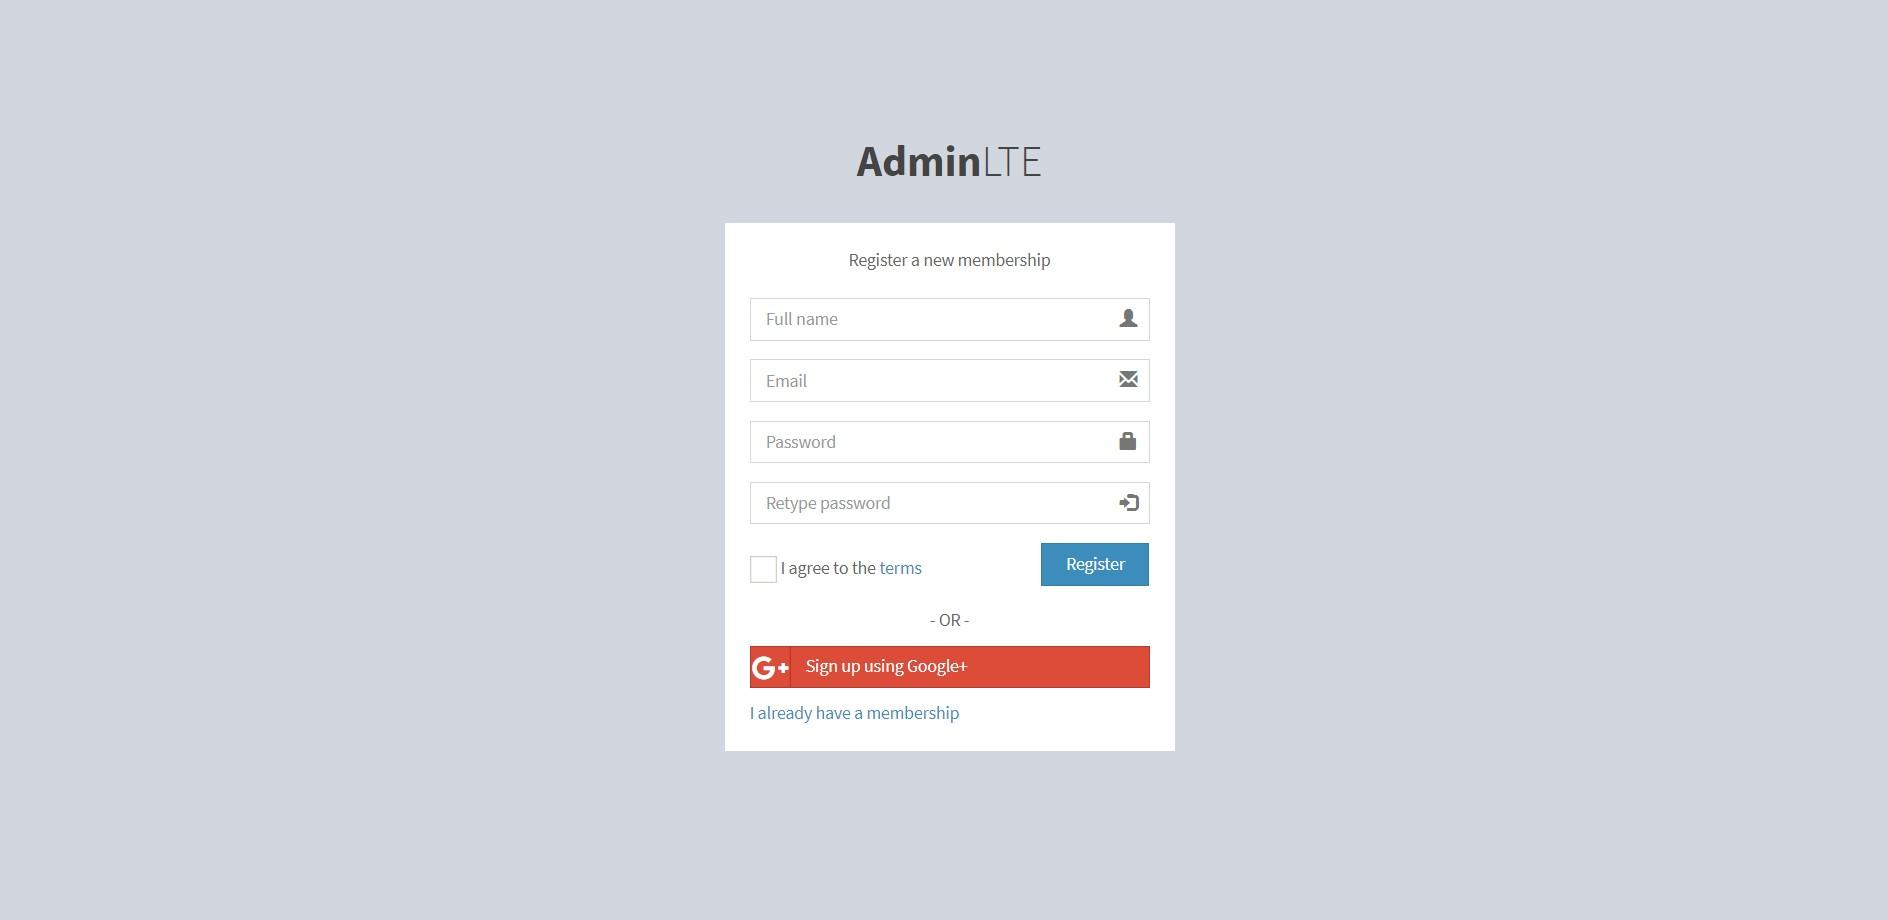 AdminLTE
Register a new membership
Full name
Email
Password
Retype password
I agree to the terms
Register
- OR -
G+ Sign up using Google+
I already have a membership